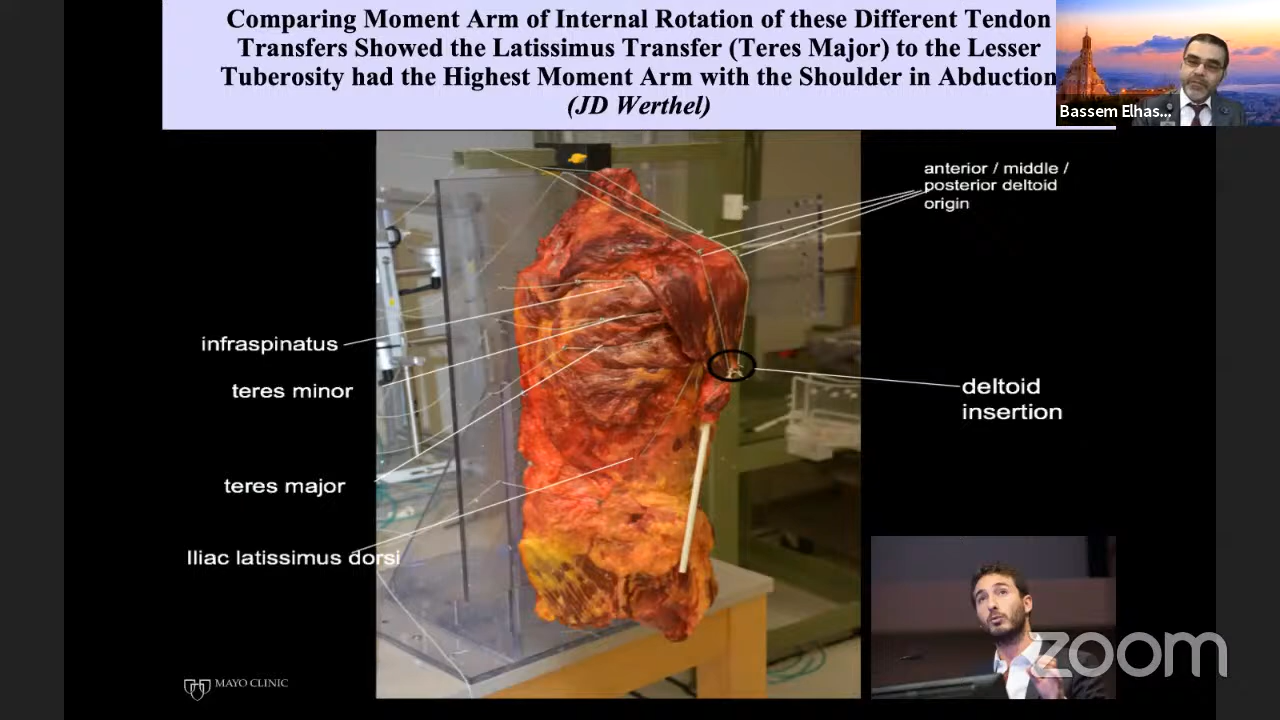 Comparing Moment Arm of Internal Rotation of these Different Tendon
Transfers Showed the Latissimus Transfer (Teres Major) to the Lesser
Tuberosity had the Highest Moment Arm with the Shoulder in Abduction
(JD Werthel)
Bassem Elhas...
anterior / middle /
posterior deltoid
origin
infraspinatus
teres minor
deltoid
insertion
teres major
Iliac latissimus dorsi
MAYO CLINIC
zoom